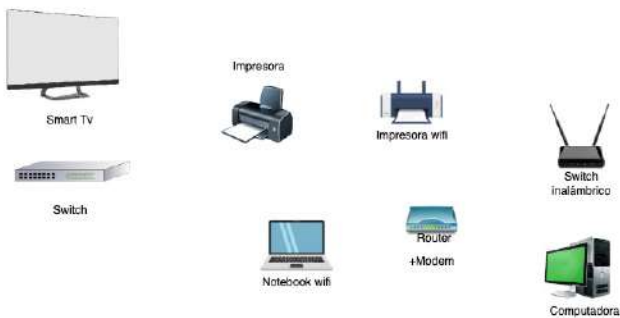 Impresora
Smart Tv
Impresora wifi
Switch
inalámbrico
Switch
Router
+Modem
Notebook wifi
Computadora